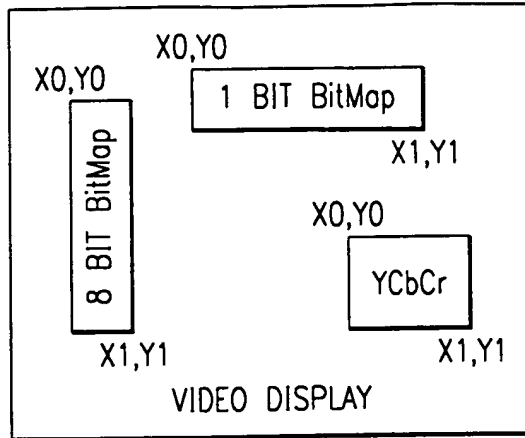 X0,Y0
1 BIT BitMap
X1,Y1
X0,Y0
8 BIT BitMap
X1,Y1
X0,Y0
YCbCr
X1,Y1
VIDEO DISPLAY